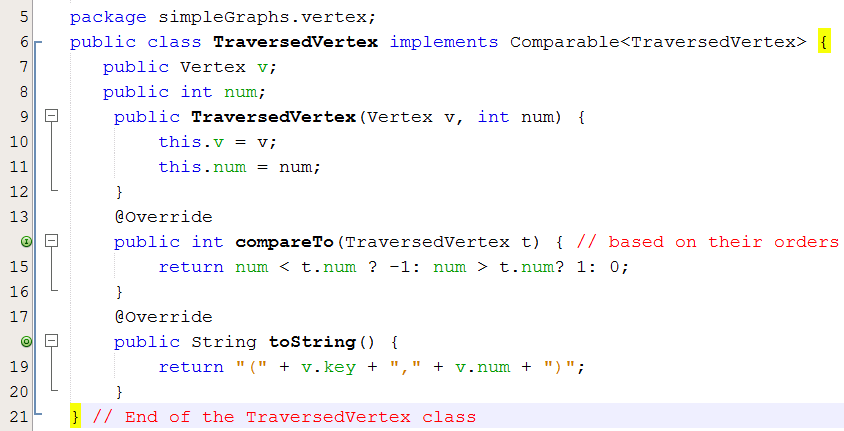 5 package simpleGraphs.vertex;
6 public class TraversedVertex implements Comparable<TraversedVertex> {
7 public Vertex v;
8 public int num;
9 public TraversedVertex(Vertex v, int num) {
10 this.v = v;
11 this.num = num;
12 }
13 @Override
public int compareTo(TraversedVertex t) { // based on their orders
15 return num < t.num ? -1: num > t.num? 1: 0;
16 }
17 @Override
public String toString() {
19 return "(" + v.key + "," + v.num + ")";
20 }
21 } // End of the TraversedVertex class